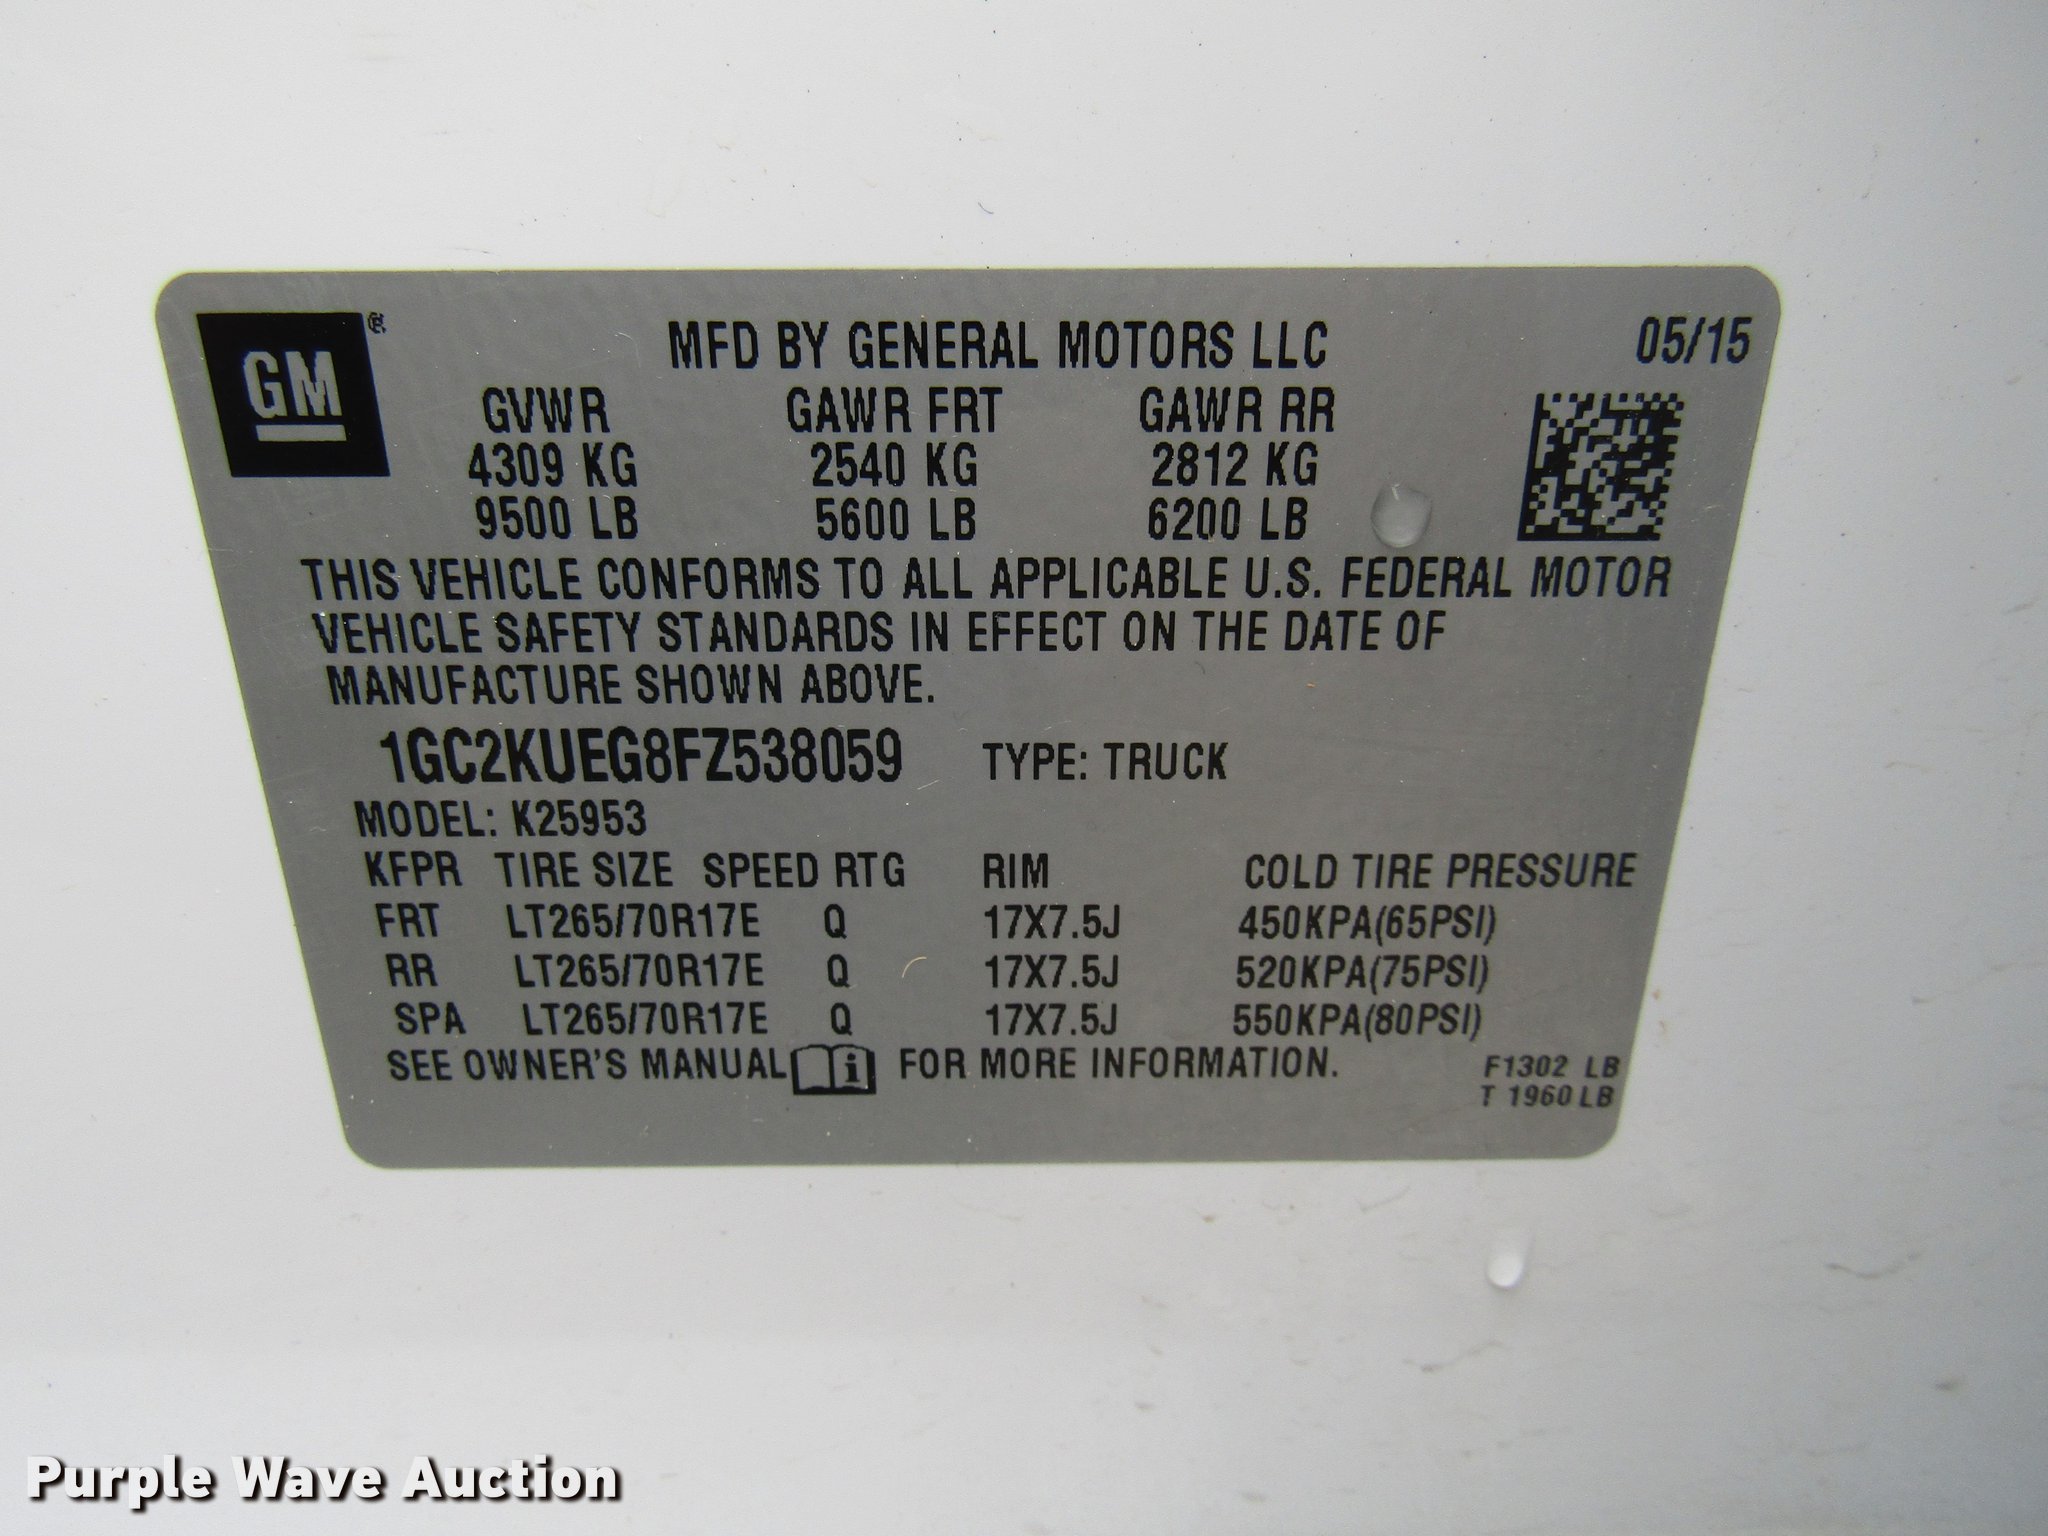 GM ®
MFD BY GENERAL MOTORS LLC 05/15
GVWR GAWR FRT GAWR RR
4309 KG 2540 KG 2812 KG
9500 LB 5600 LB 6200 LB
THIS VEHICLE CONFORMS TO ALL APPLICABLE U.S. FEDERAL MOTOR
VEHICLE SAFETY STANDARDS IN EFFECT ON THE DATE OF
MANUFACTURE SHOWN ABOVE.
1GC2KUEG8FZ538059 TYPE: TRUCK
MODEL: K25953
KFPR TIRE SIZE SPEED RTG RIM COLD TIRE PRESSURE
FRT LT265/70R17E Q 17X7.5J 450KPA(65PSI)
RR LT265/70R17E Q 17X7.5J 520KPA(75PSI)
SPA LT265/70R17E Q 17X7.5J 550KPA(80PSI)
SEE OWNER'S MANUAL i FOR MORE INFORMATION.
F1302 LB
T 1960 LB
Purple Wave Auction